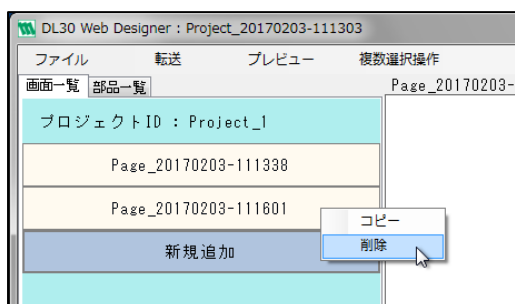 DL30 Web Designer : Project_20170203-111303
ファイル 転送 プレビュー 複数選択操作
画面一覧 部品一覧 Page_20170203-
プロジェクトID : Project_1
Page_20170203-111338
Page_20170203-111601
コピー
新規追加 削除